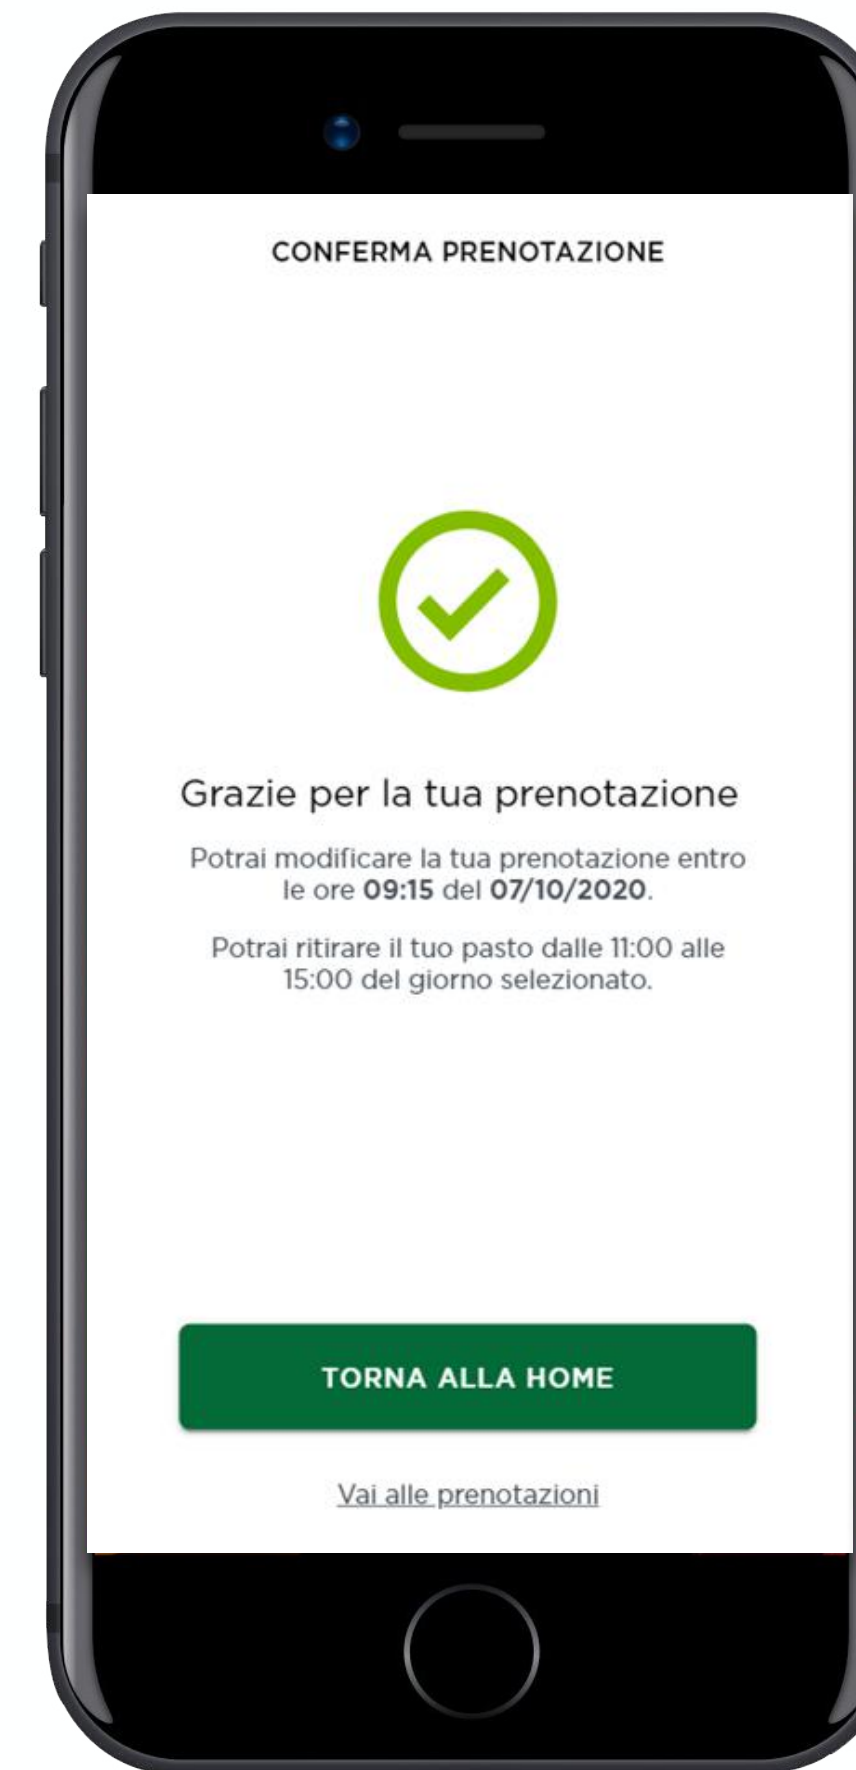 CONFERMA PRENOTAZIONE
Grazie per la tua prenotazione
Potrai modificare la tua prenotazione entro
le ore 09:15 del 07/10/2020.
Potrai ritirare il tuo pasto dalle 11:00 alle
15:00 del giorno selezionato.
TORNA ALLA HOME
Vai alle prenotazioni